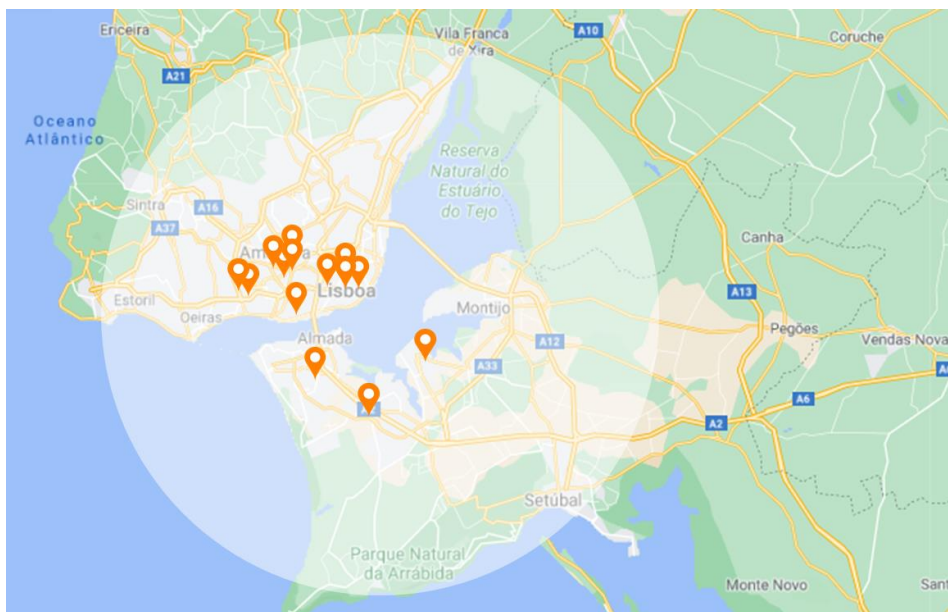 Ericeira
Vila Franca
de Xira
A10
Coruche
A21
Oceano
Atlântico
Reserva
Natural do
Estuário
do Tejo
Sintra
A16
A37
Canha
Lisboa
A13
Estoril
Oeiras
Montijo
Almada
A12
Pegões
Vendas Nova
A33
A6
A2
Setúbal
Parque Natural
da Arrábida
Monte Novo
Sant